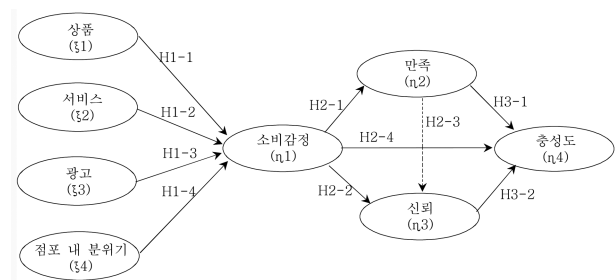 상품
(ξ1)
H1-1
서비스
(ξ2)
H1-2
광고
(ξ3)
H1-3
점포 내 분위기
(ξ4)
H1-4
소비감정
(η1)
H2-1
만족
(η2)
H2-3
H2-4
H2-2
신뢰
(η3)
H3-1
H3-2
충성도
(η4)